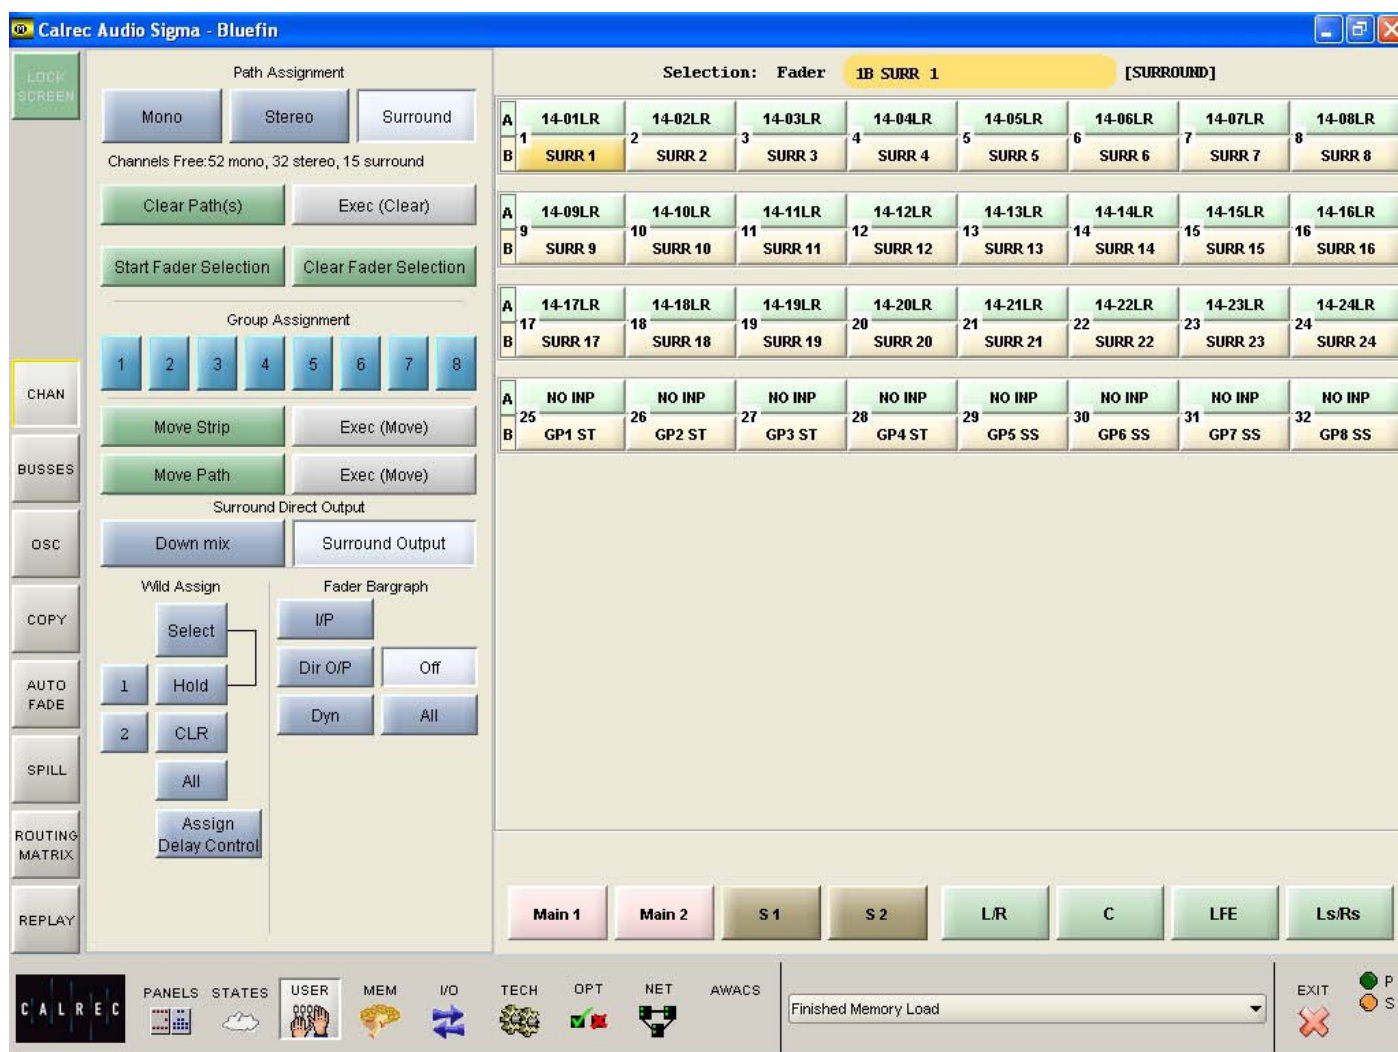 Calrec Audio Sigma - Bluefin
LOCK
SCREEN
Path Assignment
Mono Stereo Surround
Channels Free:52 mono, 32 stereo, 15 surround
Clear Path(s) Exec (Clear)
Start Fader Selection Clear Fader Selection
Group Assignment
1 2 3 4 5 6 7 8
Move Strip Exec (Move)
Move Path Exec (Move)
Surround Direct Output
Down mix Surround Output
Wild Assign
Select
1 Hold
2 CLR
All
Assign
Delay Control
Fader Bargraph
I/P
Dir O/P Off
Dyn All
CHAN
BUSSES
OSC
COPY
AUTO
FADE
SPILL
ROUTING
MATRIX
REPLAY
Selection: Fader 1B SURR 1 [SURROUND]
A 14-01LR 14-02LR 14-03LR 14-04LR 14-05LR 14-06LR 14-07LR 14-08LR
1 2 3 4 5 6 7 8
B SURR 1 SURR 2 SURR 3 SURR 4 SURR 5 SURR 6 SURR 7 SURR 8
A 14-09LR 14-10LR 14-11LR 14-12LR 14-13LR 14-14LR 14-15LR 14-16LR
9 10 11 12 13 14 15 16
B SURR 9 SURR 10 SURR 11 SURR 12 SURR 13 SURR 14 SURR 15 SURR 16
A 14-17LR 14-18LR 14-19LR 14-20LR 14-21LR 14-22LR 14-23LR 14-24LR
17 18 19 20 21 22 23 24
B SURR 17 SURR 18 SURR 19 SURR 20 SURR 21 SURR 22 SURR 23 SURR 24
A NO INP NO INP NO INP NO INP NO INP NO INP NO INP NO INP
25 26 27 28 29 30 31 32
B GP1 ST GP2 ST GP3 ST GP4 ST GP5 SS GP6 SS GP7 SS GP8 SS
Main 1 Main 2 S 1 S 2 L/R C LFE Ls/Rs
CALREC
PANELS STATES USER MEM I/O TECH OPT NET AWACS
Finished Memory Load
EXIT
P
S